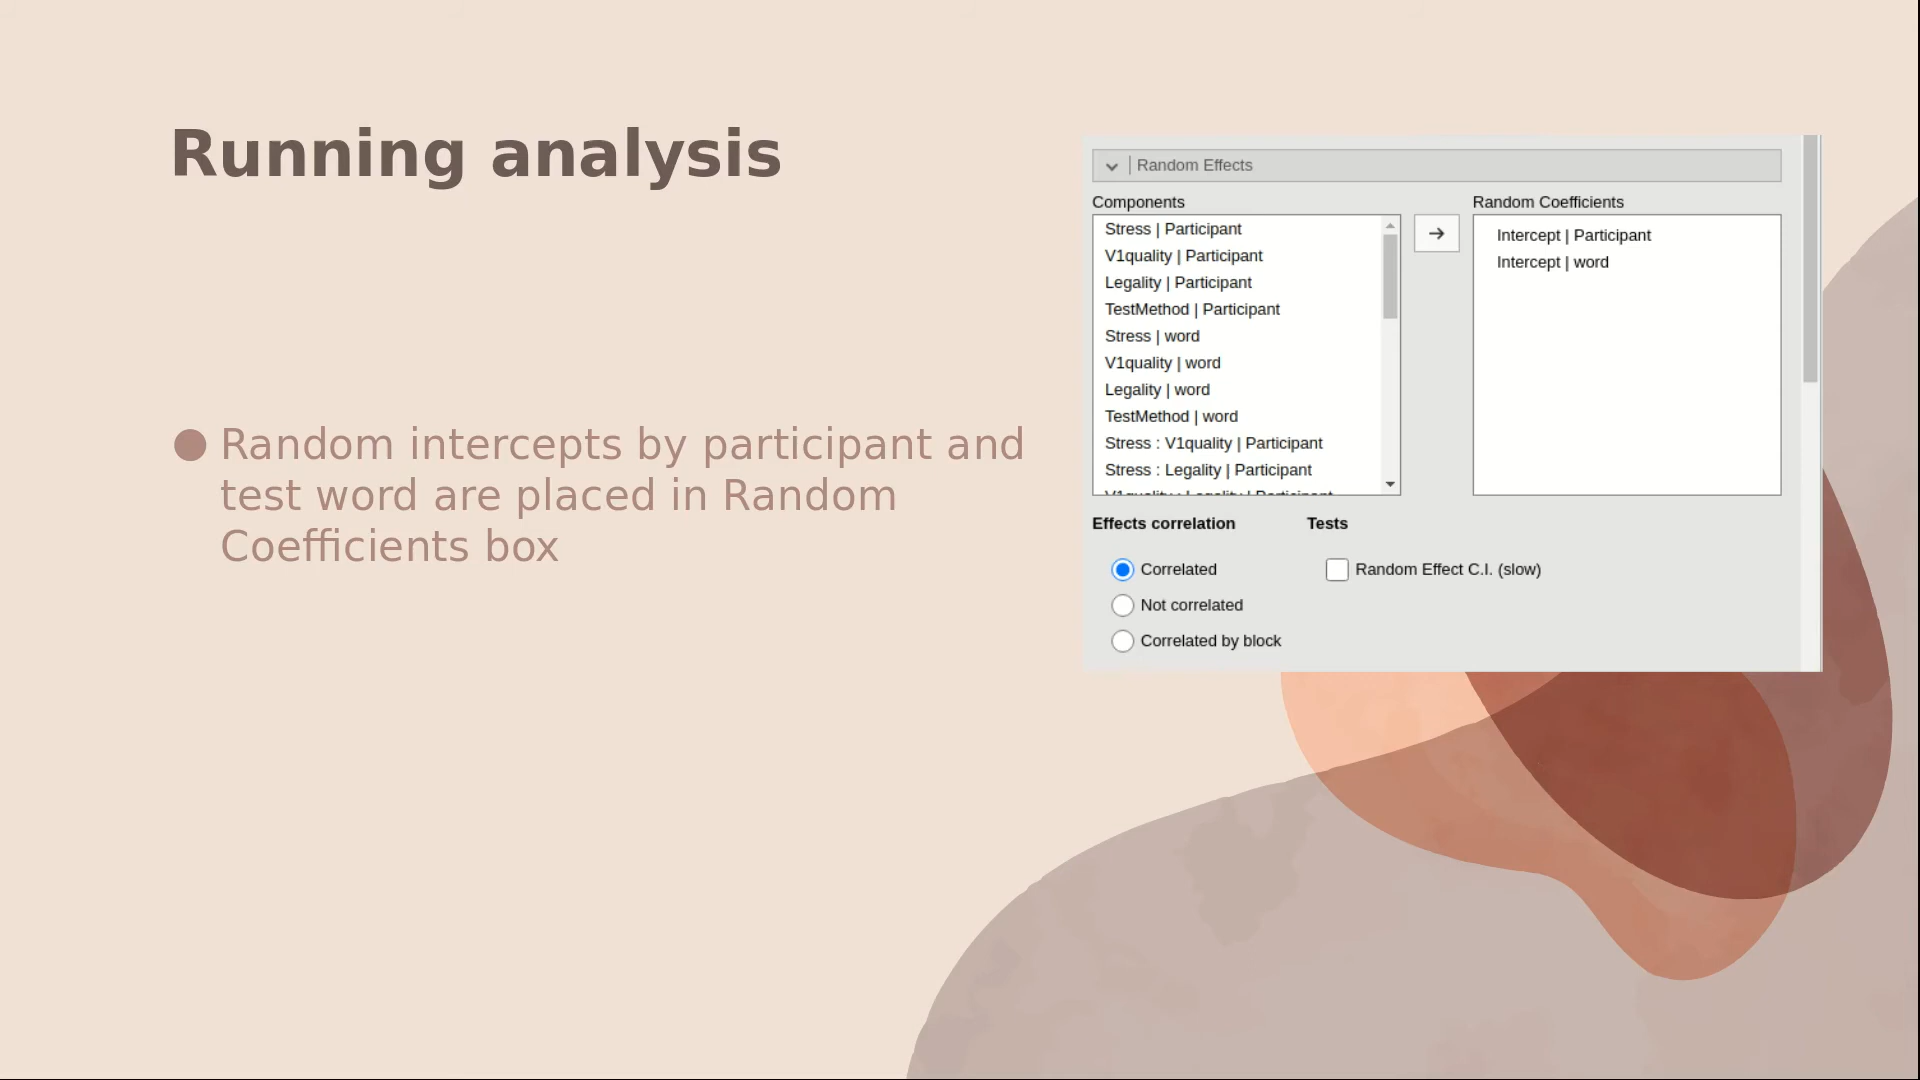 Running analysis
Random intercepts by participant and
test word are placed in Random
Coefficients box
Random Effects
Components
Stress | Participant
V1quality | Participant
Legality | Participant
TestMethod | Participant
Stress | word
V1quality | word
Legality | word
TestMethod | word
Stress : V1quality | Participant
Stress : Legality | Participant
V1quality : Legality | Participant
Random Coefficients
Intercept | Participant
Intercept | word
Effects correlation
Correlated
Not correlated
Correlated by block
Tests
Random Effect C.I. (slow)